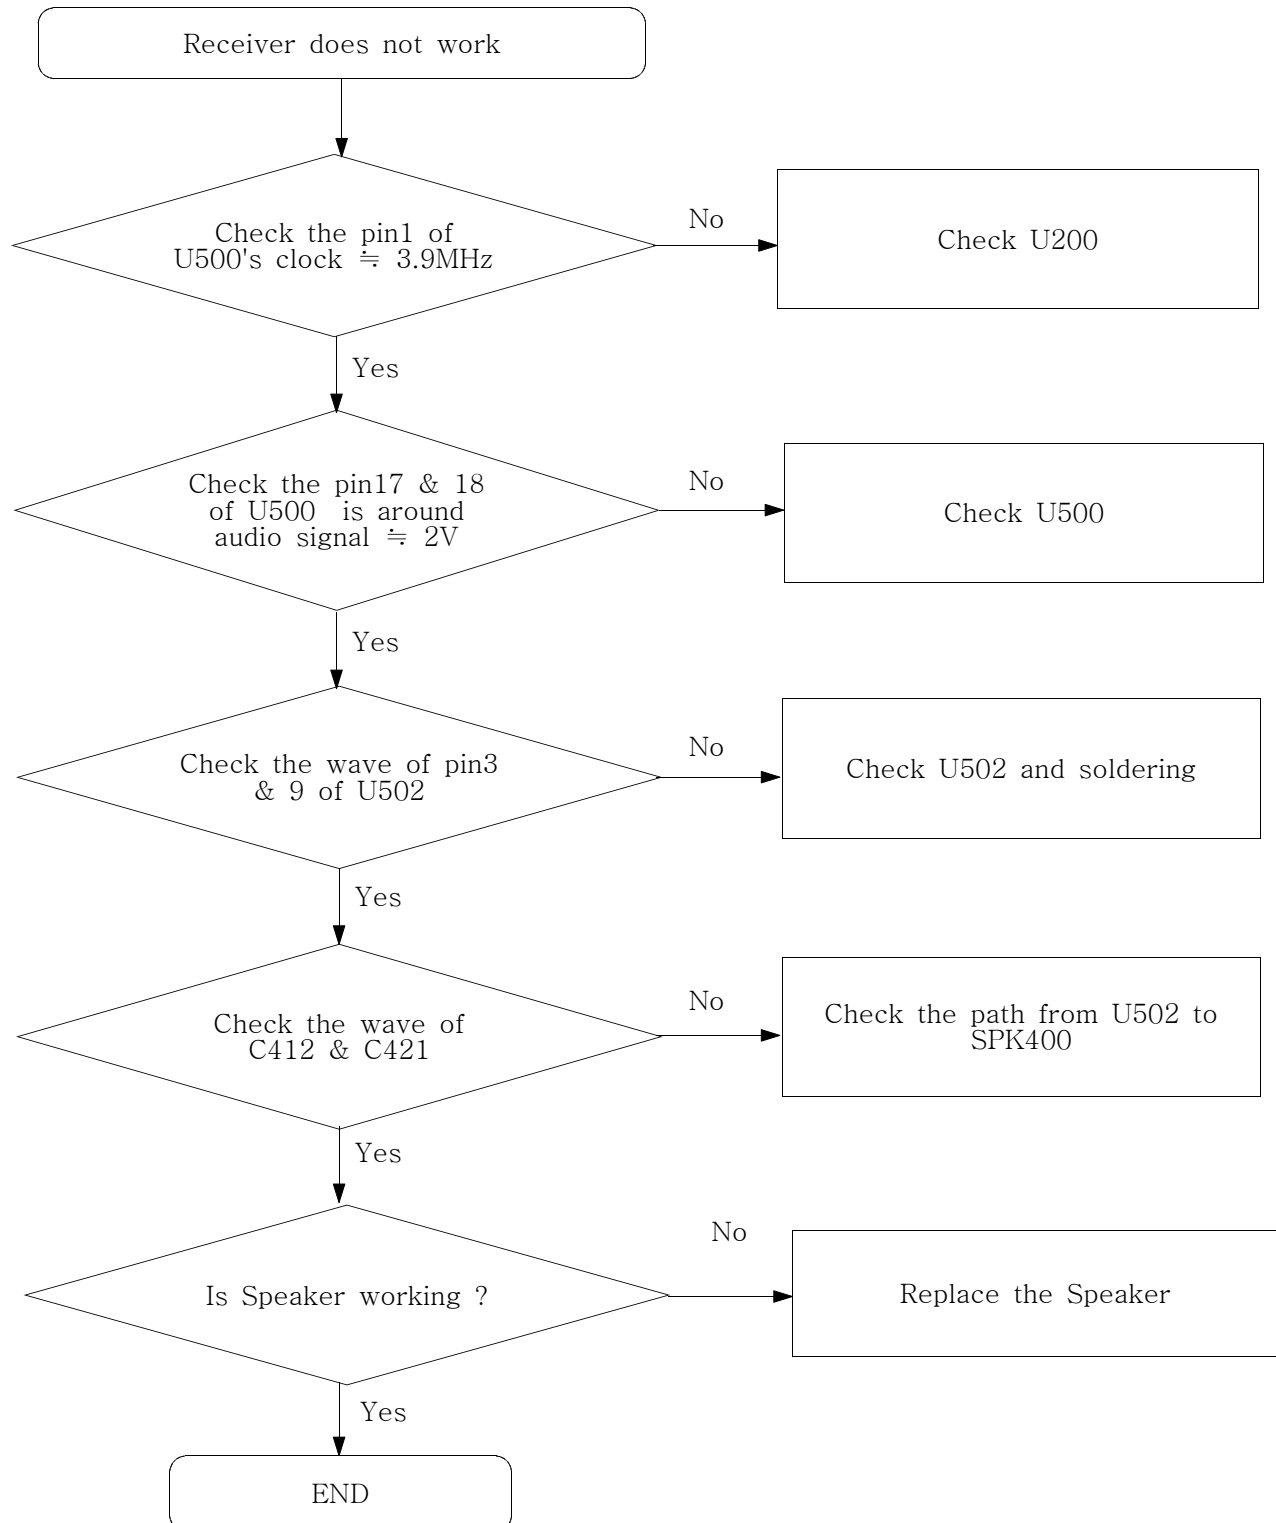 Receiver does not work
Check the pin1 of
U500's clock ≒ 3.9MHz
No
Check U200
Yes
Check the pin17 & 18
of U500 is around
audio signal ≒ 2V
No
Check U500
Yes
Check the wave of pin3
& 9 of U502
No
Check U502 and soldering
Yes
Check the wave of
C412 & C421
No
Check the path from U502 to
SPK400
Yes
Is Speaker working ?
No
Replace the Speaker
Yes
END